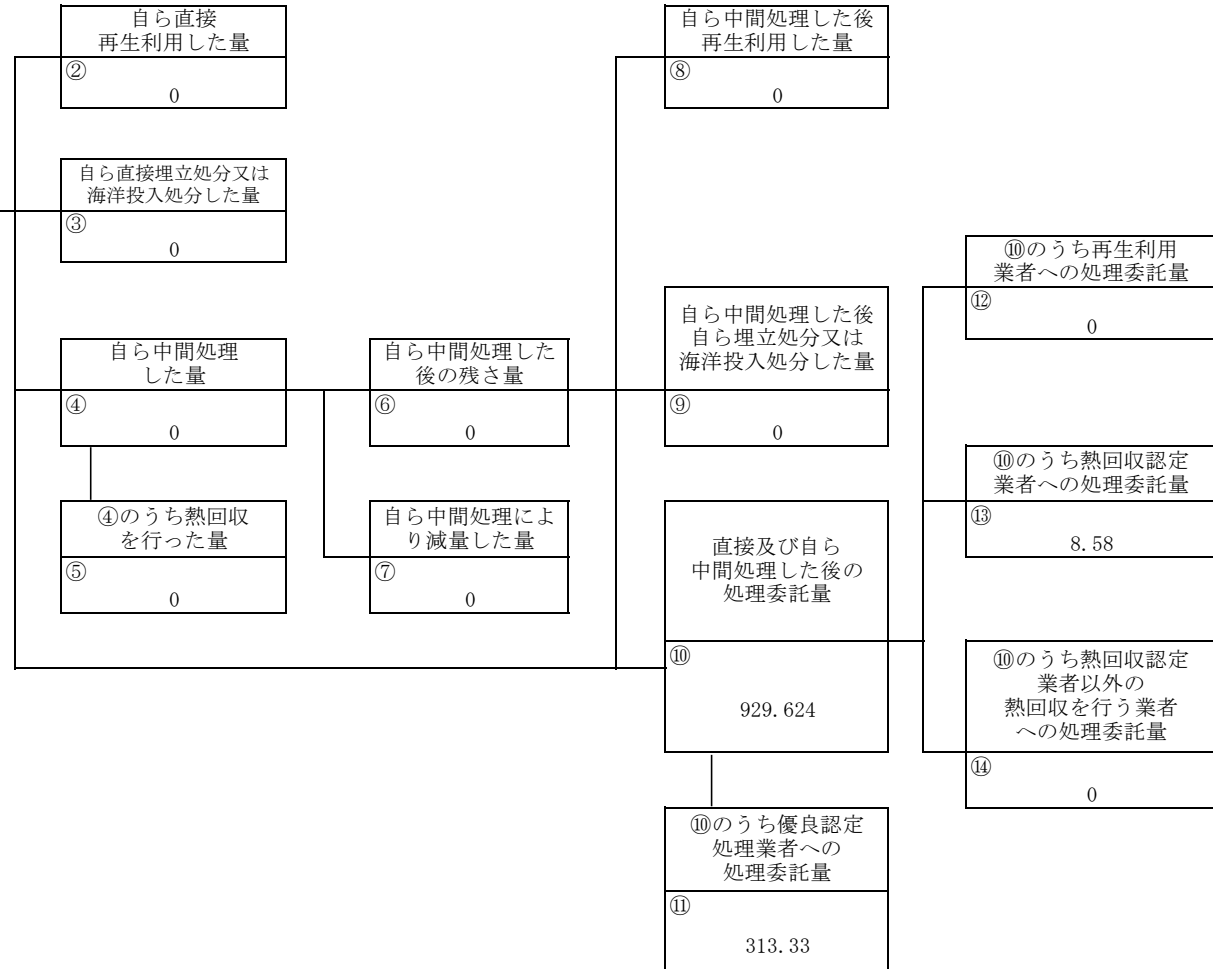 自ら直接
再生利用した量
②
0
自ら直接埋立処分又は
海洋投入処分した量
③
0
自ら中間処理
した量
④
0
④のうち熱回収
を行った量
⑤
0
自ら中間処理した
後の残さ量
⑥
0
自ら中間処理によ
り減量した量
⑦
0
自ら中間処理した後
再生利用した量
⑧
0
自ら中間処理した後
自ら埋立処分又は
海洋投入処分した量
⑨
0
直接及び自ら
中間処理した後の
処理委託量
⑩
929.624
⑩のうち優良認定
処理業者への
処理委託量
⑪
313.33
⑩のうち再生利用
業者への処理委託量
⑫
0
⑩のうち熱回収認定
業者への処理委託量
⑬
8.58
⑩のうち熱回収認定
業者以外の
熱回収を行う業者
への処理委託量
⑭
0